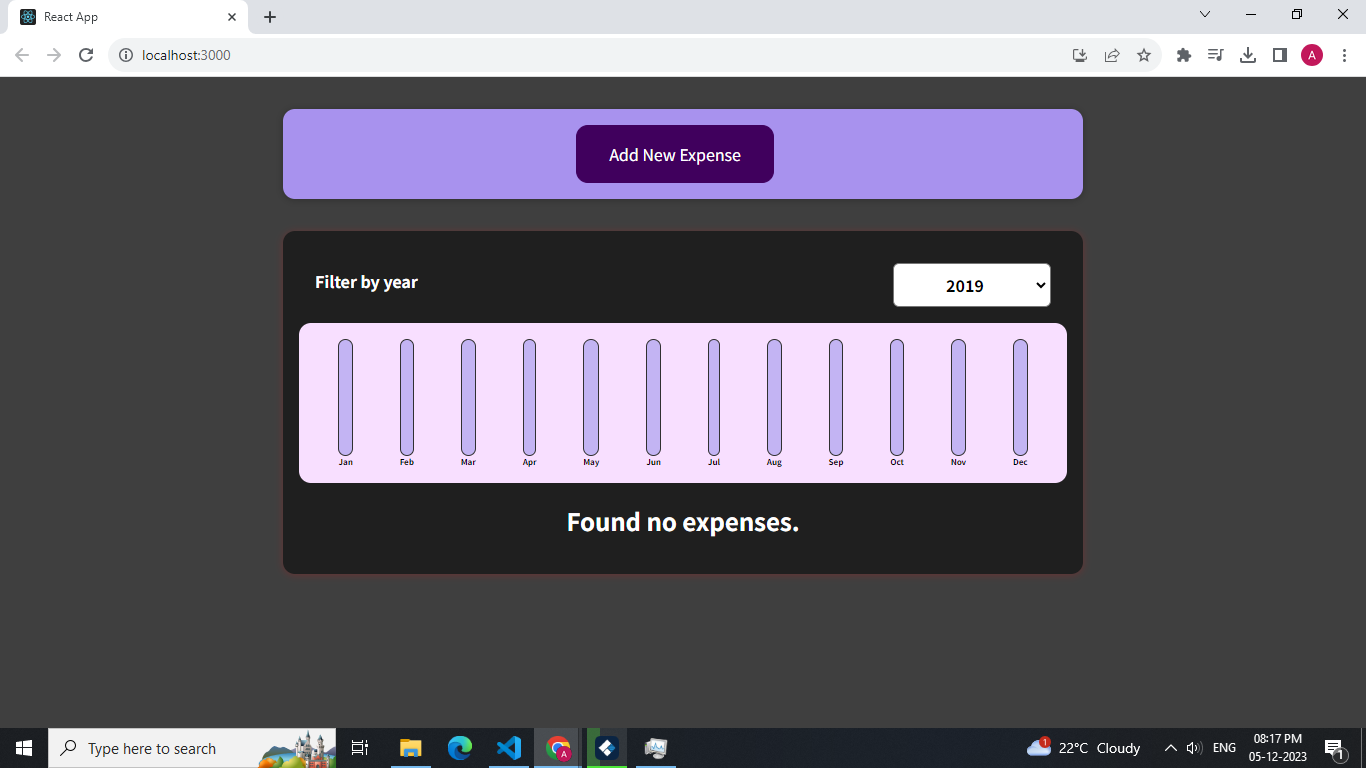 React App
localhost:3000
A
Add New Expense
Filter by year
2019
Jan Feb Mar Apr May Jun Jul Aug Sep Oct Nov Dec
Found no expenses.
Type here to search
A
1
22°C Cloudy
ENG
08:17 PM
05-12-2023
1